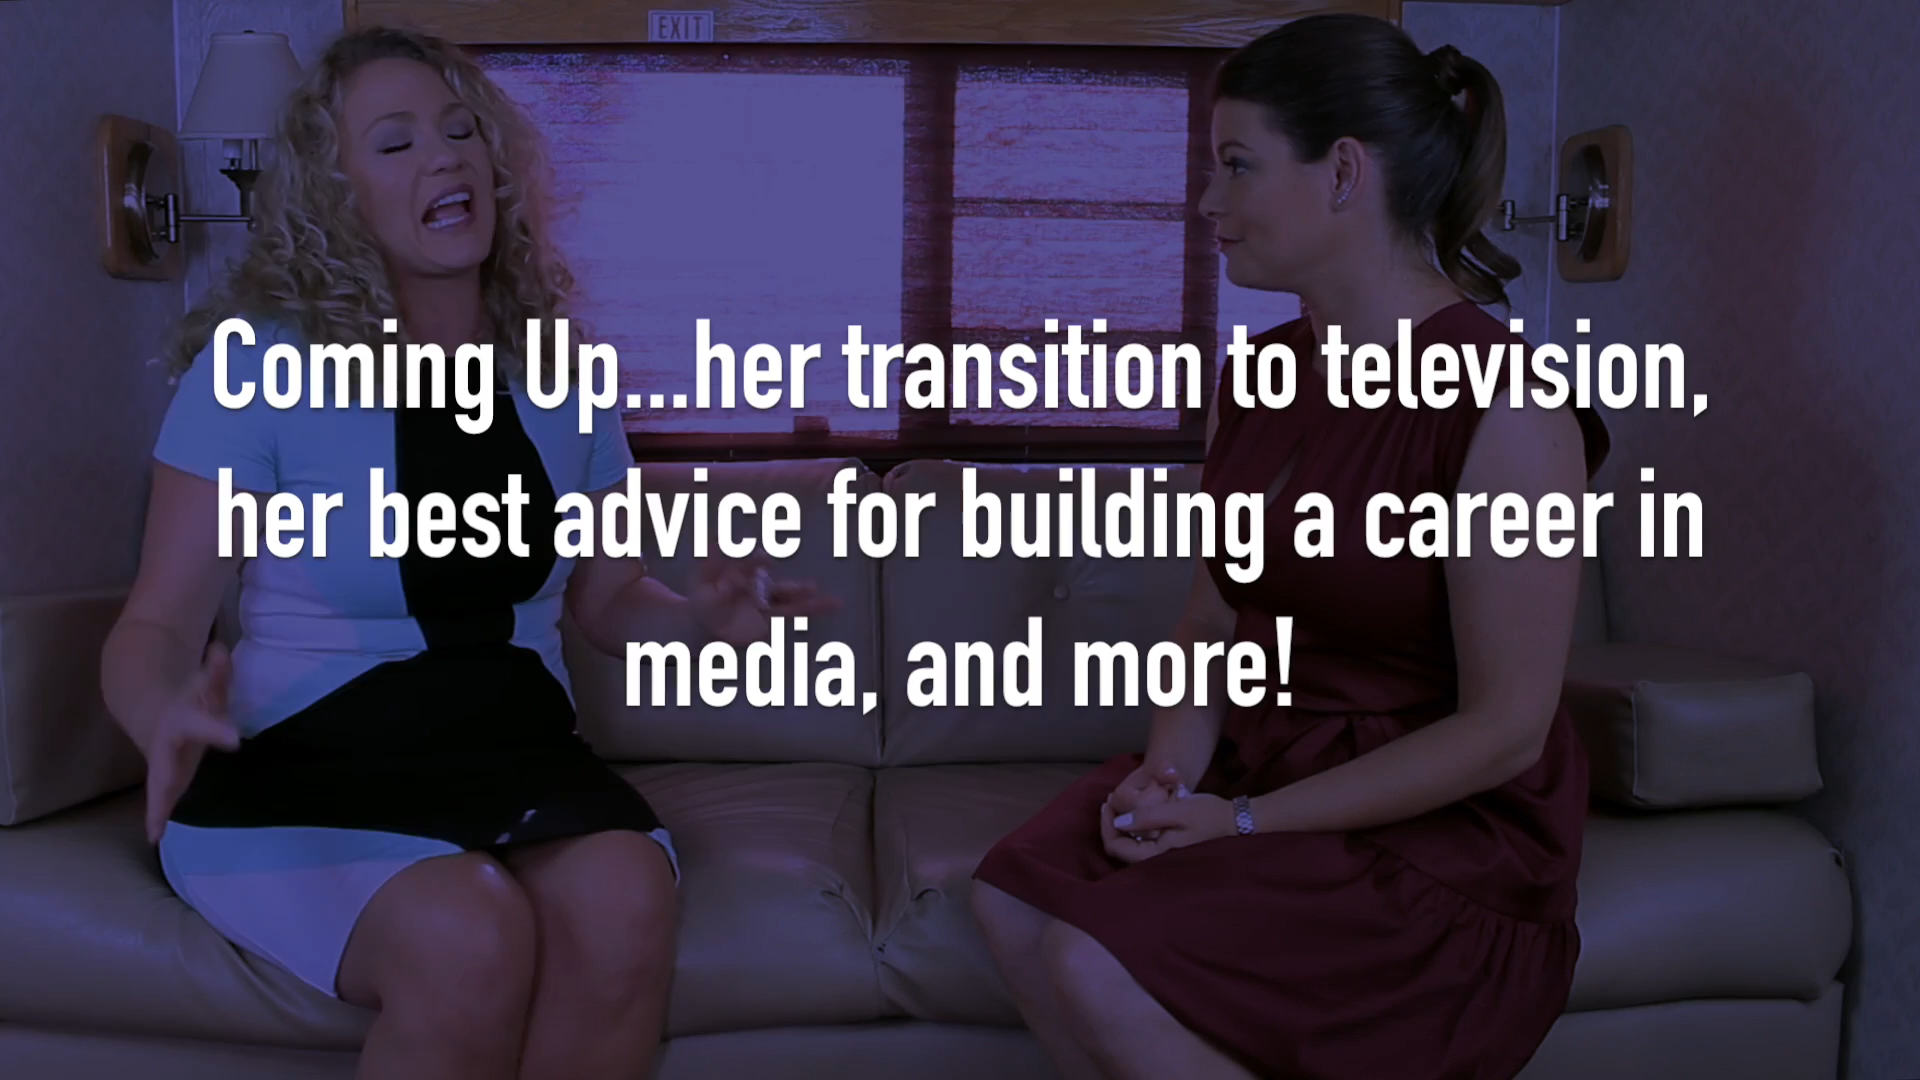 EXIT
Coming Up...her transition to television,
her best advice for building a career in
media, and more!